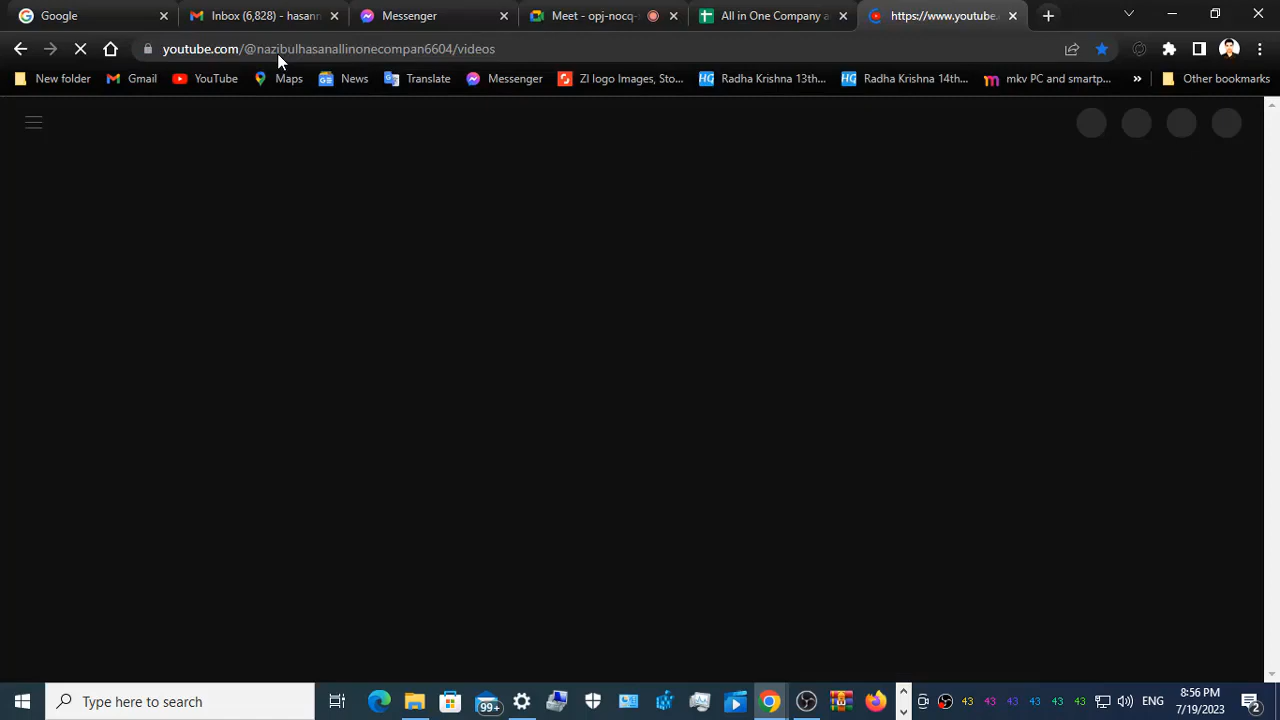 Google
Inbox (6,828) - hasann
Messenger
Meet - opj-nocq-
All in One Company a
https://www.youtube.
youtube.com/@nazibulhasanallinonecompan6604/videos
New folder
Gmail
YouTube
Maps
News
Translate
Messenger
ZI logo Images, Sto...
Radha Krishna 13th...
Radha Krishna 14th...
mkv PC and smartp...
Other bookmarks
Type here to search
99+
43 43 43 43 43 43
ENG
8:56 PM
7/19/2023
2